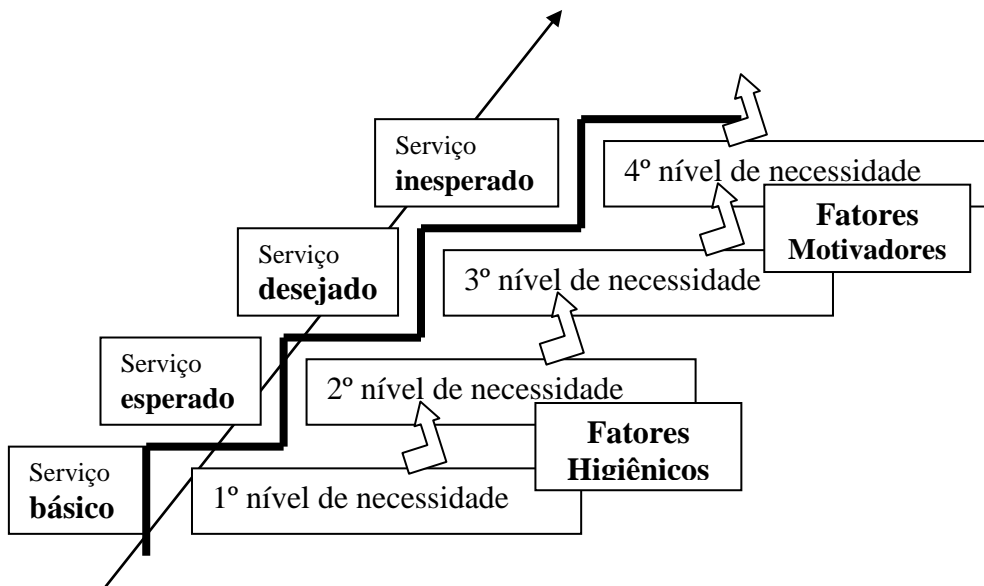 Serviço
inesperado
4º nível de necessidade
Fatores
Motivadores
Serviço
desejado
3º nível de necessidade
Serviço
esperado
2º nível de necessidade
Fatores
Higiênicos
Serviço
básico
1º nível de necessidade